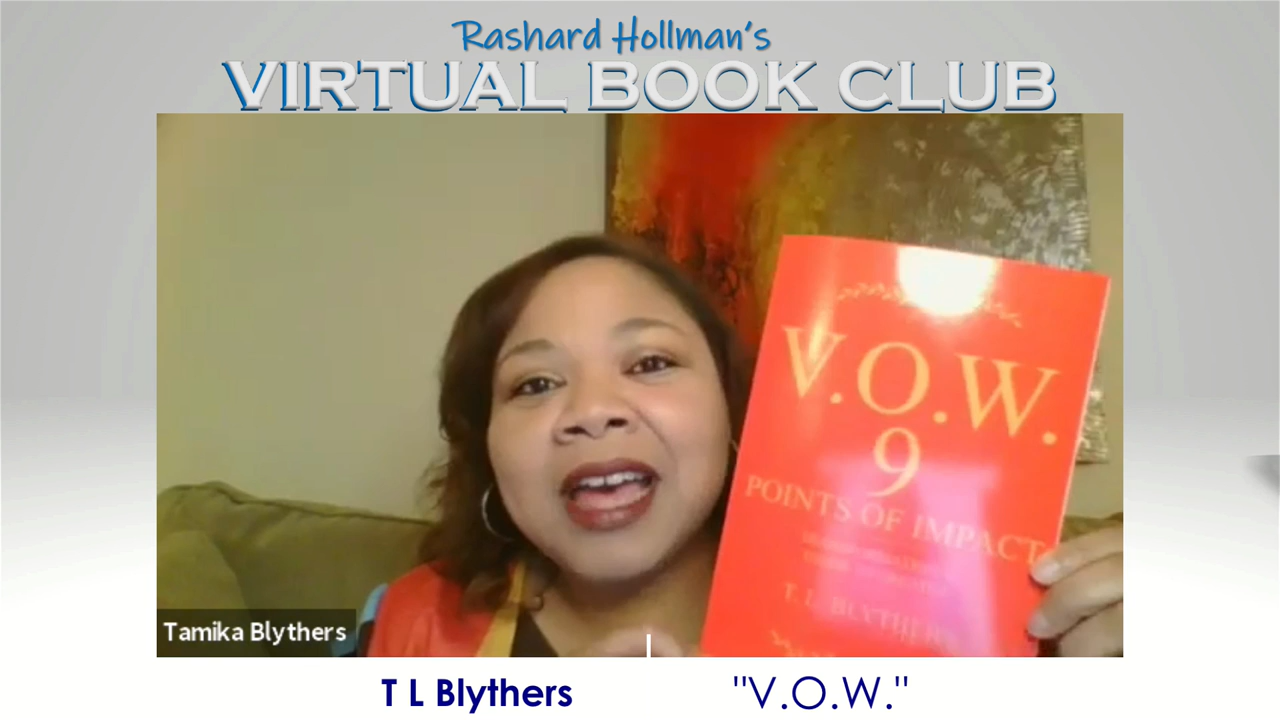 Rashard Hollman's
VIRTUAL BOOK CLUB
V.O.W.
9
POINTS OF IMPACT
T. L. BLYTHERS
Tamika Blythers
T L Blythers
"V.O.W."